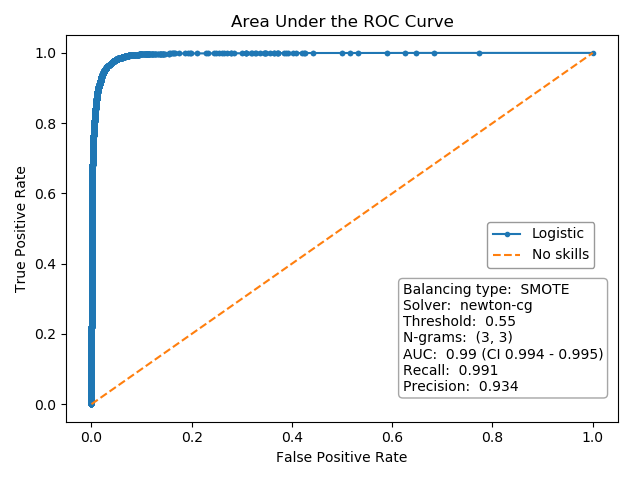 Area Under the ROC Curve
1.0
0.8
0.6
0.4
0.2
0.0
True Positive Rate
Logistic
No skills
Balancing type:  SMOTE
Solver:  newton-cg
Threshold:  0.55
N-grams:  (3, 3)
AUC:  0.99 (CI 0.994 - 0.995)
Recall:  0.991
Precision:  0.934
0.0 0.2 0.4 0.6 0.8 1.0
False Positive Rate